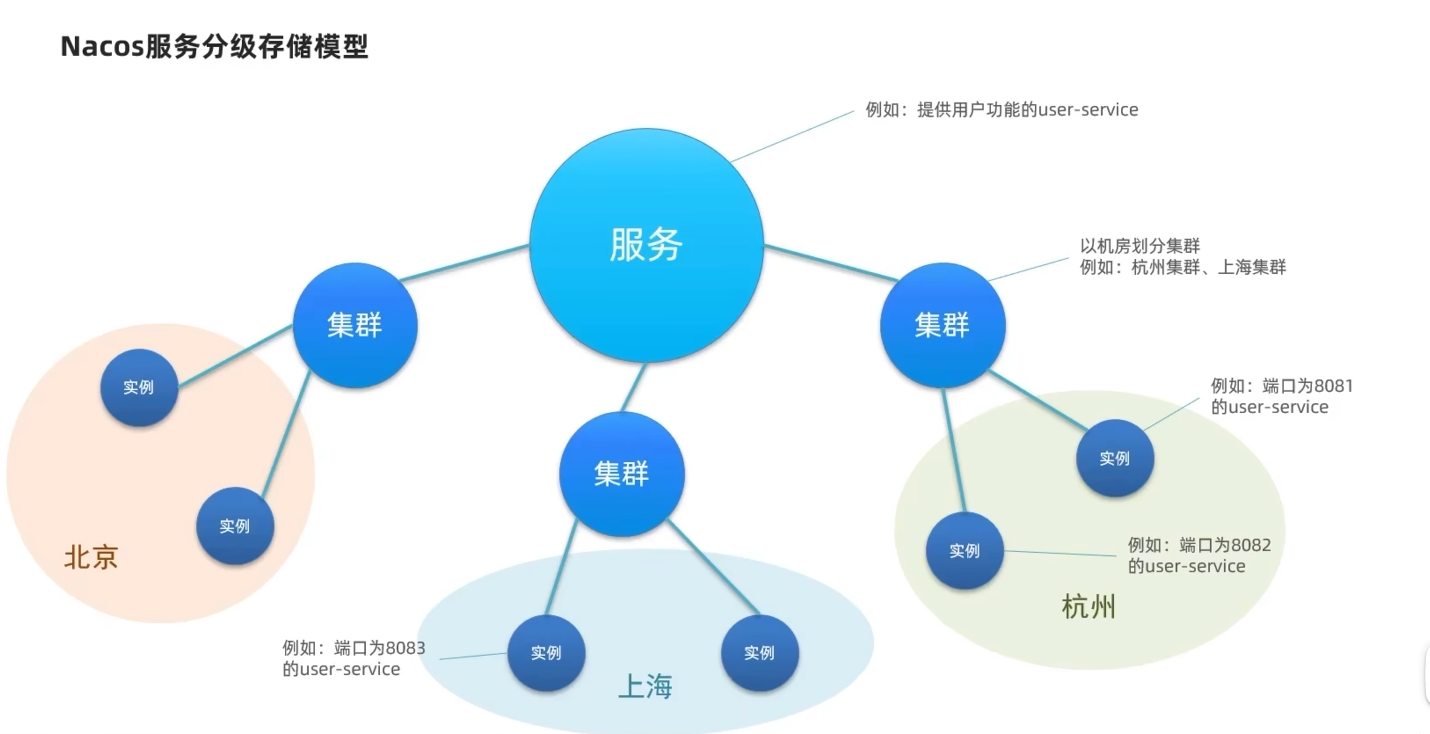 Nacos服务分级存储模型
例如：提供用户功能的user-service
服务
以机房划分集群
例如：杭州集群、上海集群
集群
集群
实例
例如：端口为8081
的user-service
实例
集群
实例
实例
例如：端口为8082
的user-service
北京
实例
杭州
例如：端口为8083
的user-service
实例
实例
上海